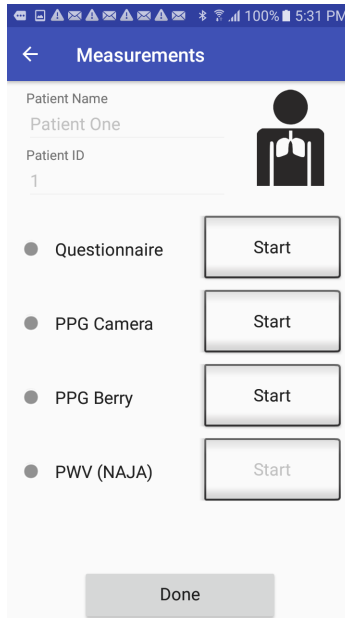 100% 5:31 PM
Measurements
Patient Name
Patient One
Patient ID
1
Questionnaire Start
PPG Camera Start
PPG Berry Start
PWV (NAJA) Start
Done